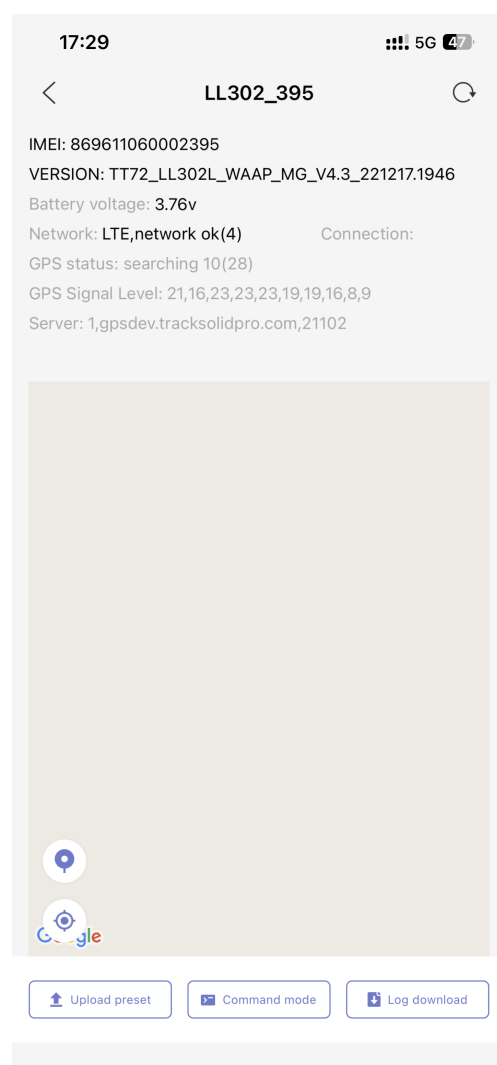 17:29
5G 47
LL302_395
IMEI: 869611060002395
VERSION: TT72_LL302L_WAAP_MG_V4.3_221217.1946
Battery voltage: 3.76v
Network: LTE,network ok(4) Connection:
GPS status: searching 10(28)
GPS Signal Level: 21,16,23,23,23,19,19,16,8,9
Server: 1,gpsdev.tracksolidpro.com,21102
Google
Upload preset
Command mode
Log download